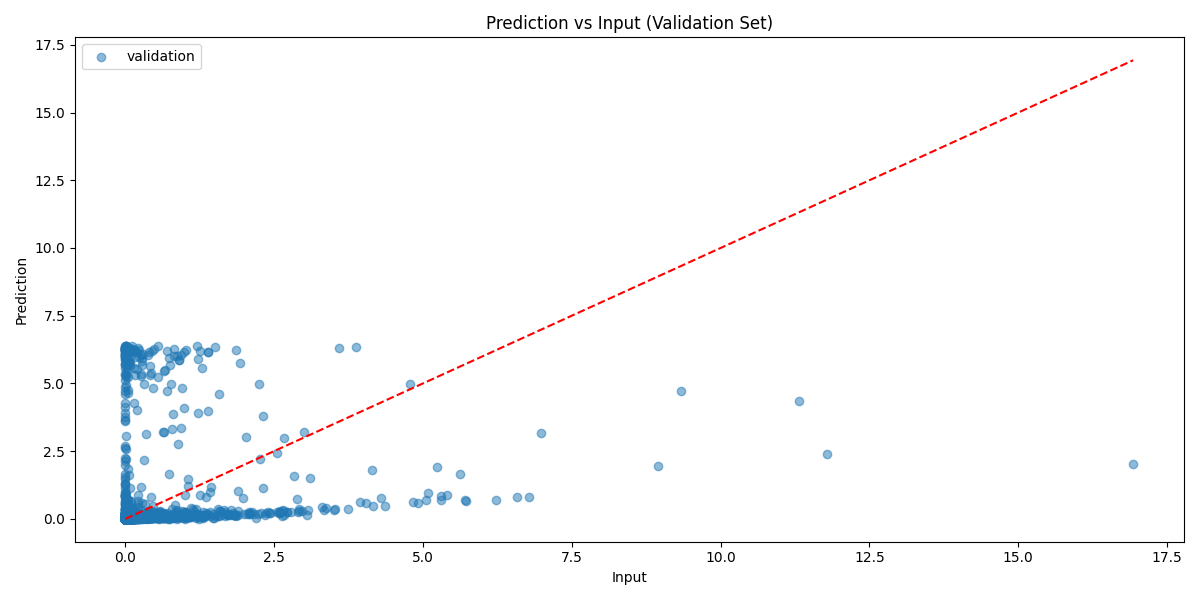 Prediction vs Input (Validation Set)
validation
17.5
15.0
12.5
10.0
7.5
5.0
2.5
0.0
Prediction
0.0 2.5 5.0 7.5 10.0 12.5 15.0 17.5
Input